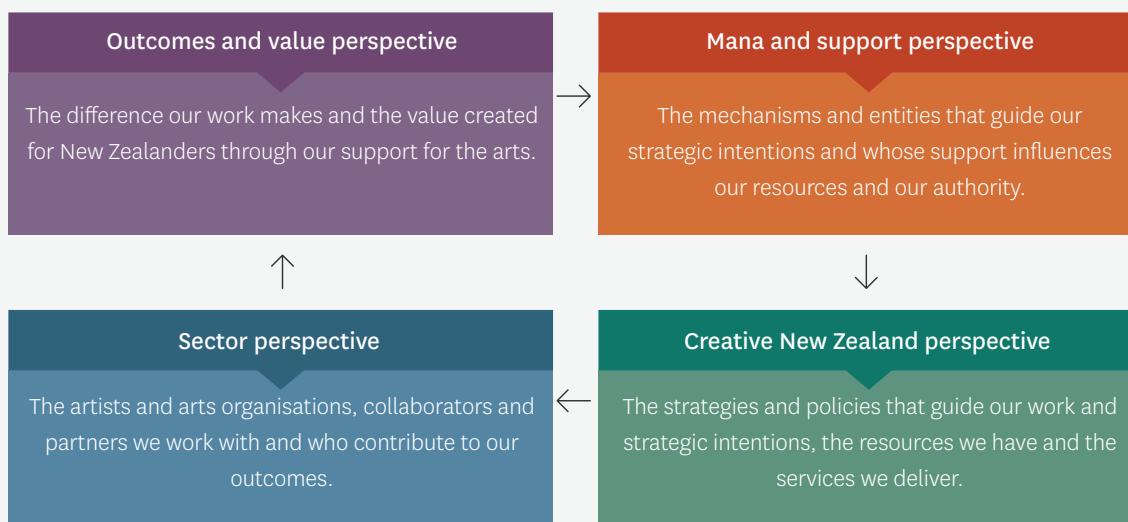 Outcomes and value perspective
The difference our work makes and the value created
for New Zealanders through our support for the arts.
Mana and support perspective
The mechanisms and entities that guide our
strategic intentions and whose support influences
our resources and our authority.
Sector perspective
The artists and arts organisations, collaborators and
partners we work with and who contribute to our
outcomes.
Creative New Zealand perspective
The strategies and policies that guide our work and
strategic intentions, the resources we have and the
services we deliver.